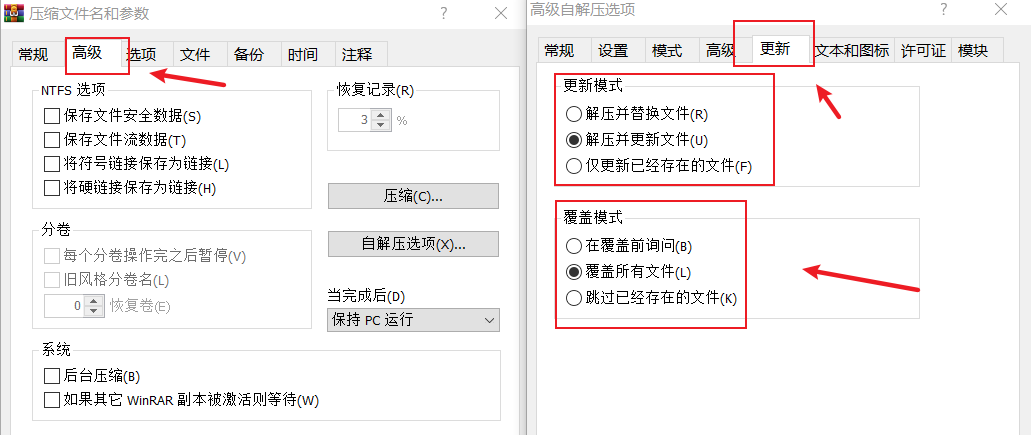 压缩文件名和参数
常规 高级 选项 文件 备份 时间 注释
NTFS 选项
保存文件安全数据(S)
保存文件流数据(T)
将符号链接保存为链接(L)
将硬链接保存为链接(H)
恢复记录(R)
3 %
压缩(C)...
分卷
每个分卷操作完之后暂停(V)
旧风格分卷名(L)
0 恢复卷(E)
自解压选项(X)...
当完成后(D)
保持 PC 运行
系统
后台压缩(B)
如果其它 WinRAR 副本被激活则等待(W)
高级自解压选项
常规 设置 模式 高级 更新 文本和图标 许可证 模块
更新模式
解压并替换文件(R)
解压并更新文件(U)
仅更新已经存在的文件(F)
覆盖模式
在覆盖前询问(B)
覆盖所有文件(L)
跳过已经存在的文件(K)